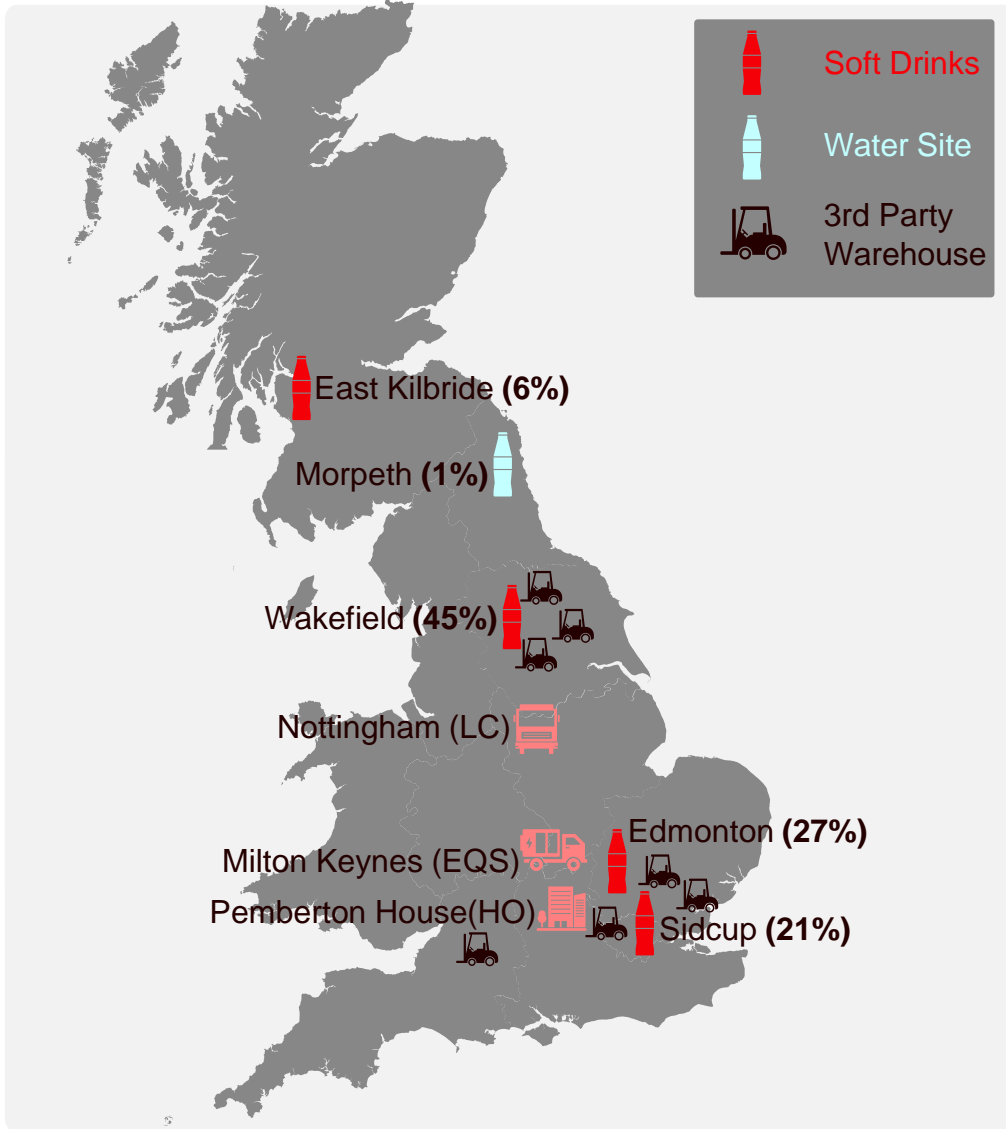 Soft Drinks
Water Site
3rd Party
Warehouse
East Kilbride (6%)
Morpeth (1%)
Wakefield (45%)
Nottingham (LC)
Edmonton (27%)
Milton Keynes (EQS)
Pemberton House(HO)
Sidcup (21%)